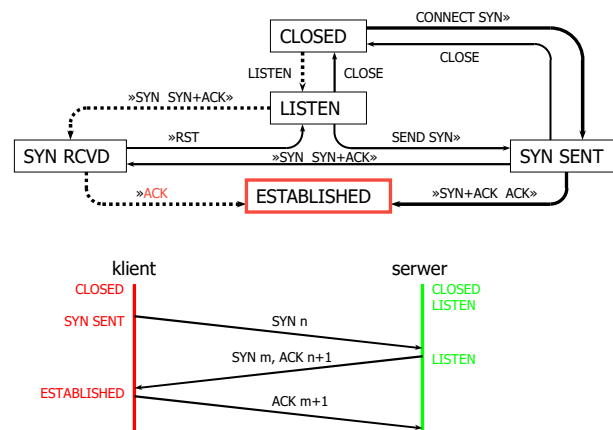 CONNECT SYN»
CLOSED
CLOSE
LISTEN
CLOSE
»SYN SYN+ACK»
LISTEN
»RST
SEND SYN»
SYN RCVD
»SYN SYN+ACK»
SYN SENT
»ACK
ESTABLISHED
»SYN+ACK ACK»
klient
serwer
CLOSED
CLOSED
LISTEN
SYN SENT
SYN n
SYN m, ACK n+1
LISTEN
ESTABLISHED
ACK m+1